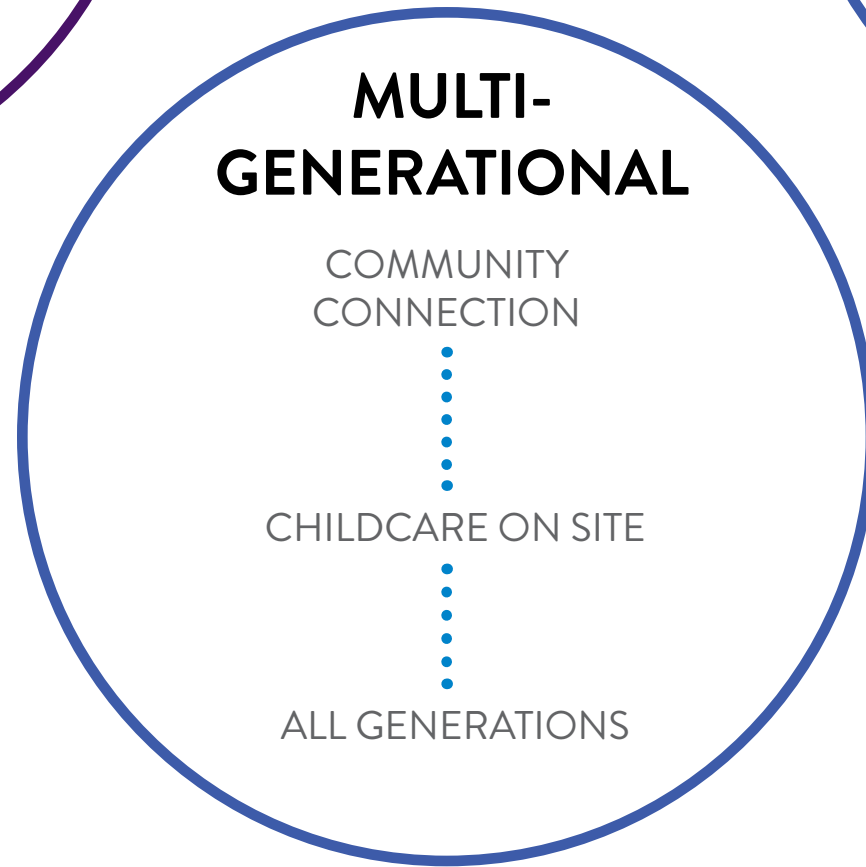 MULTI-
GENERATIONAL
COMMUNITY
CONNECTION
CHILDCARE ON SITE
ALL GENERATIONS